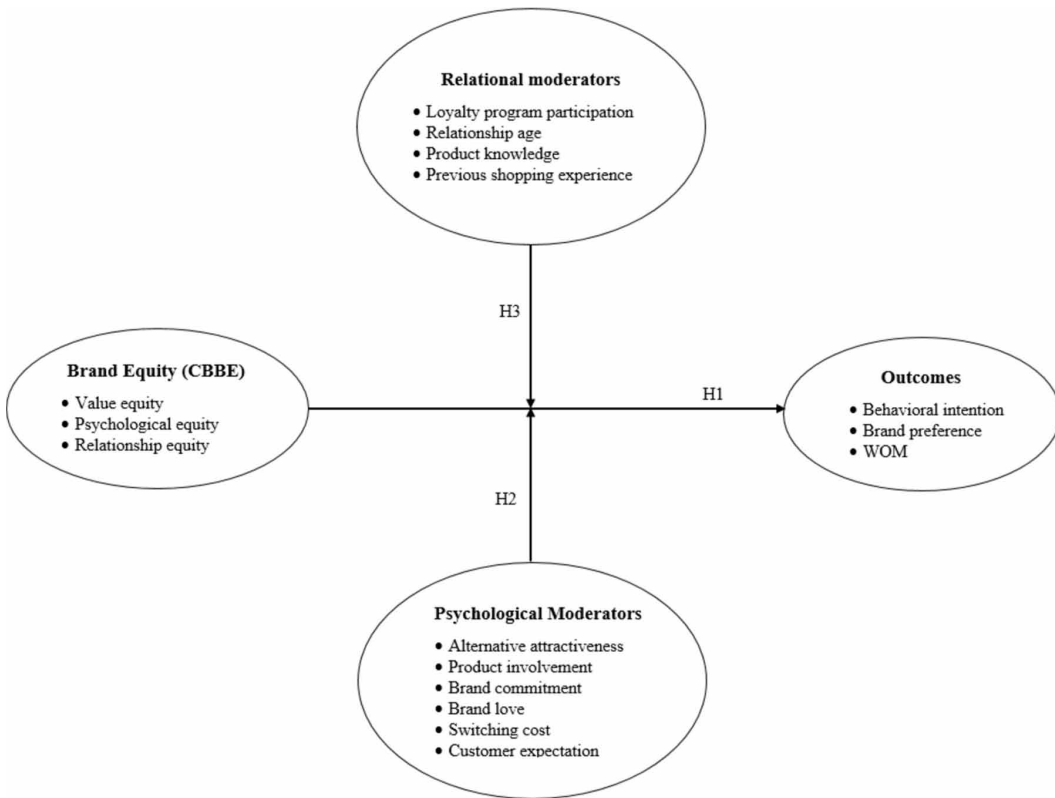 Relational moderators
• Loyalty program participation
• Relationship age
• Product knowledge
• Previous shopping experience
H3
Brand Equity (CBBE)
• Value equity
• Psychological equity
• Relationship equity
H1
Outcomes
• Behavioral intention
• Brand preference
• WOM
H2
Psychological Moderators
• Alternative attractiveness
• Product involvement
• Brand commitment
• Brand love
• Switching cost
• Customer expectation